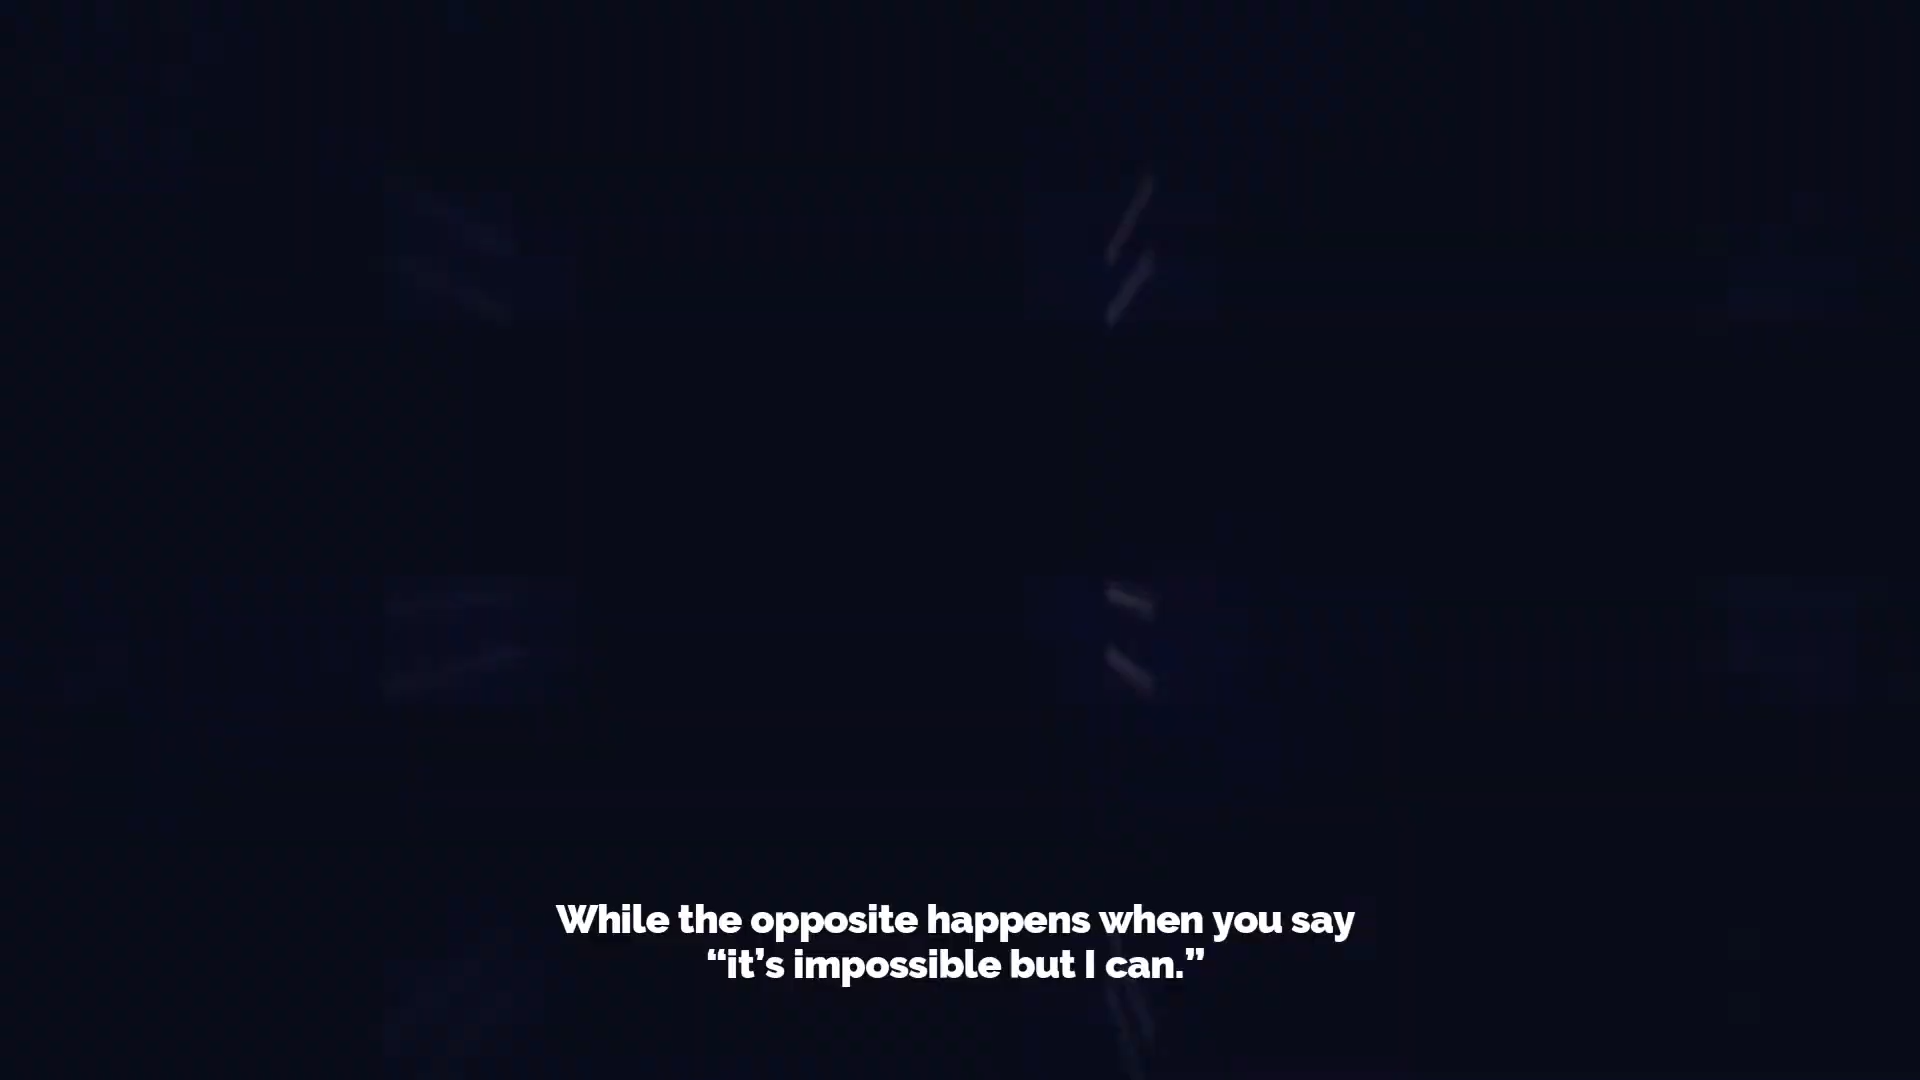 While the opposite happens when you say
“it’s impossible but I can.”